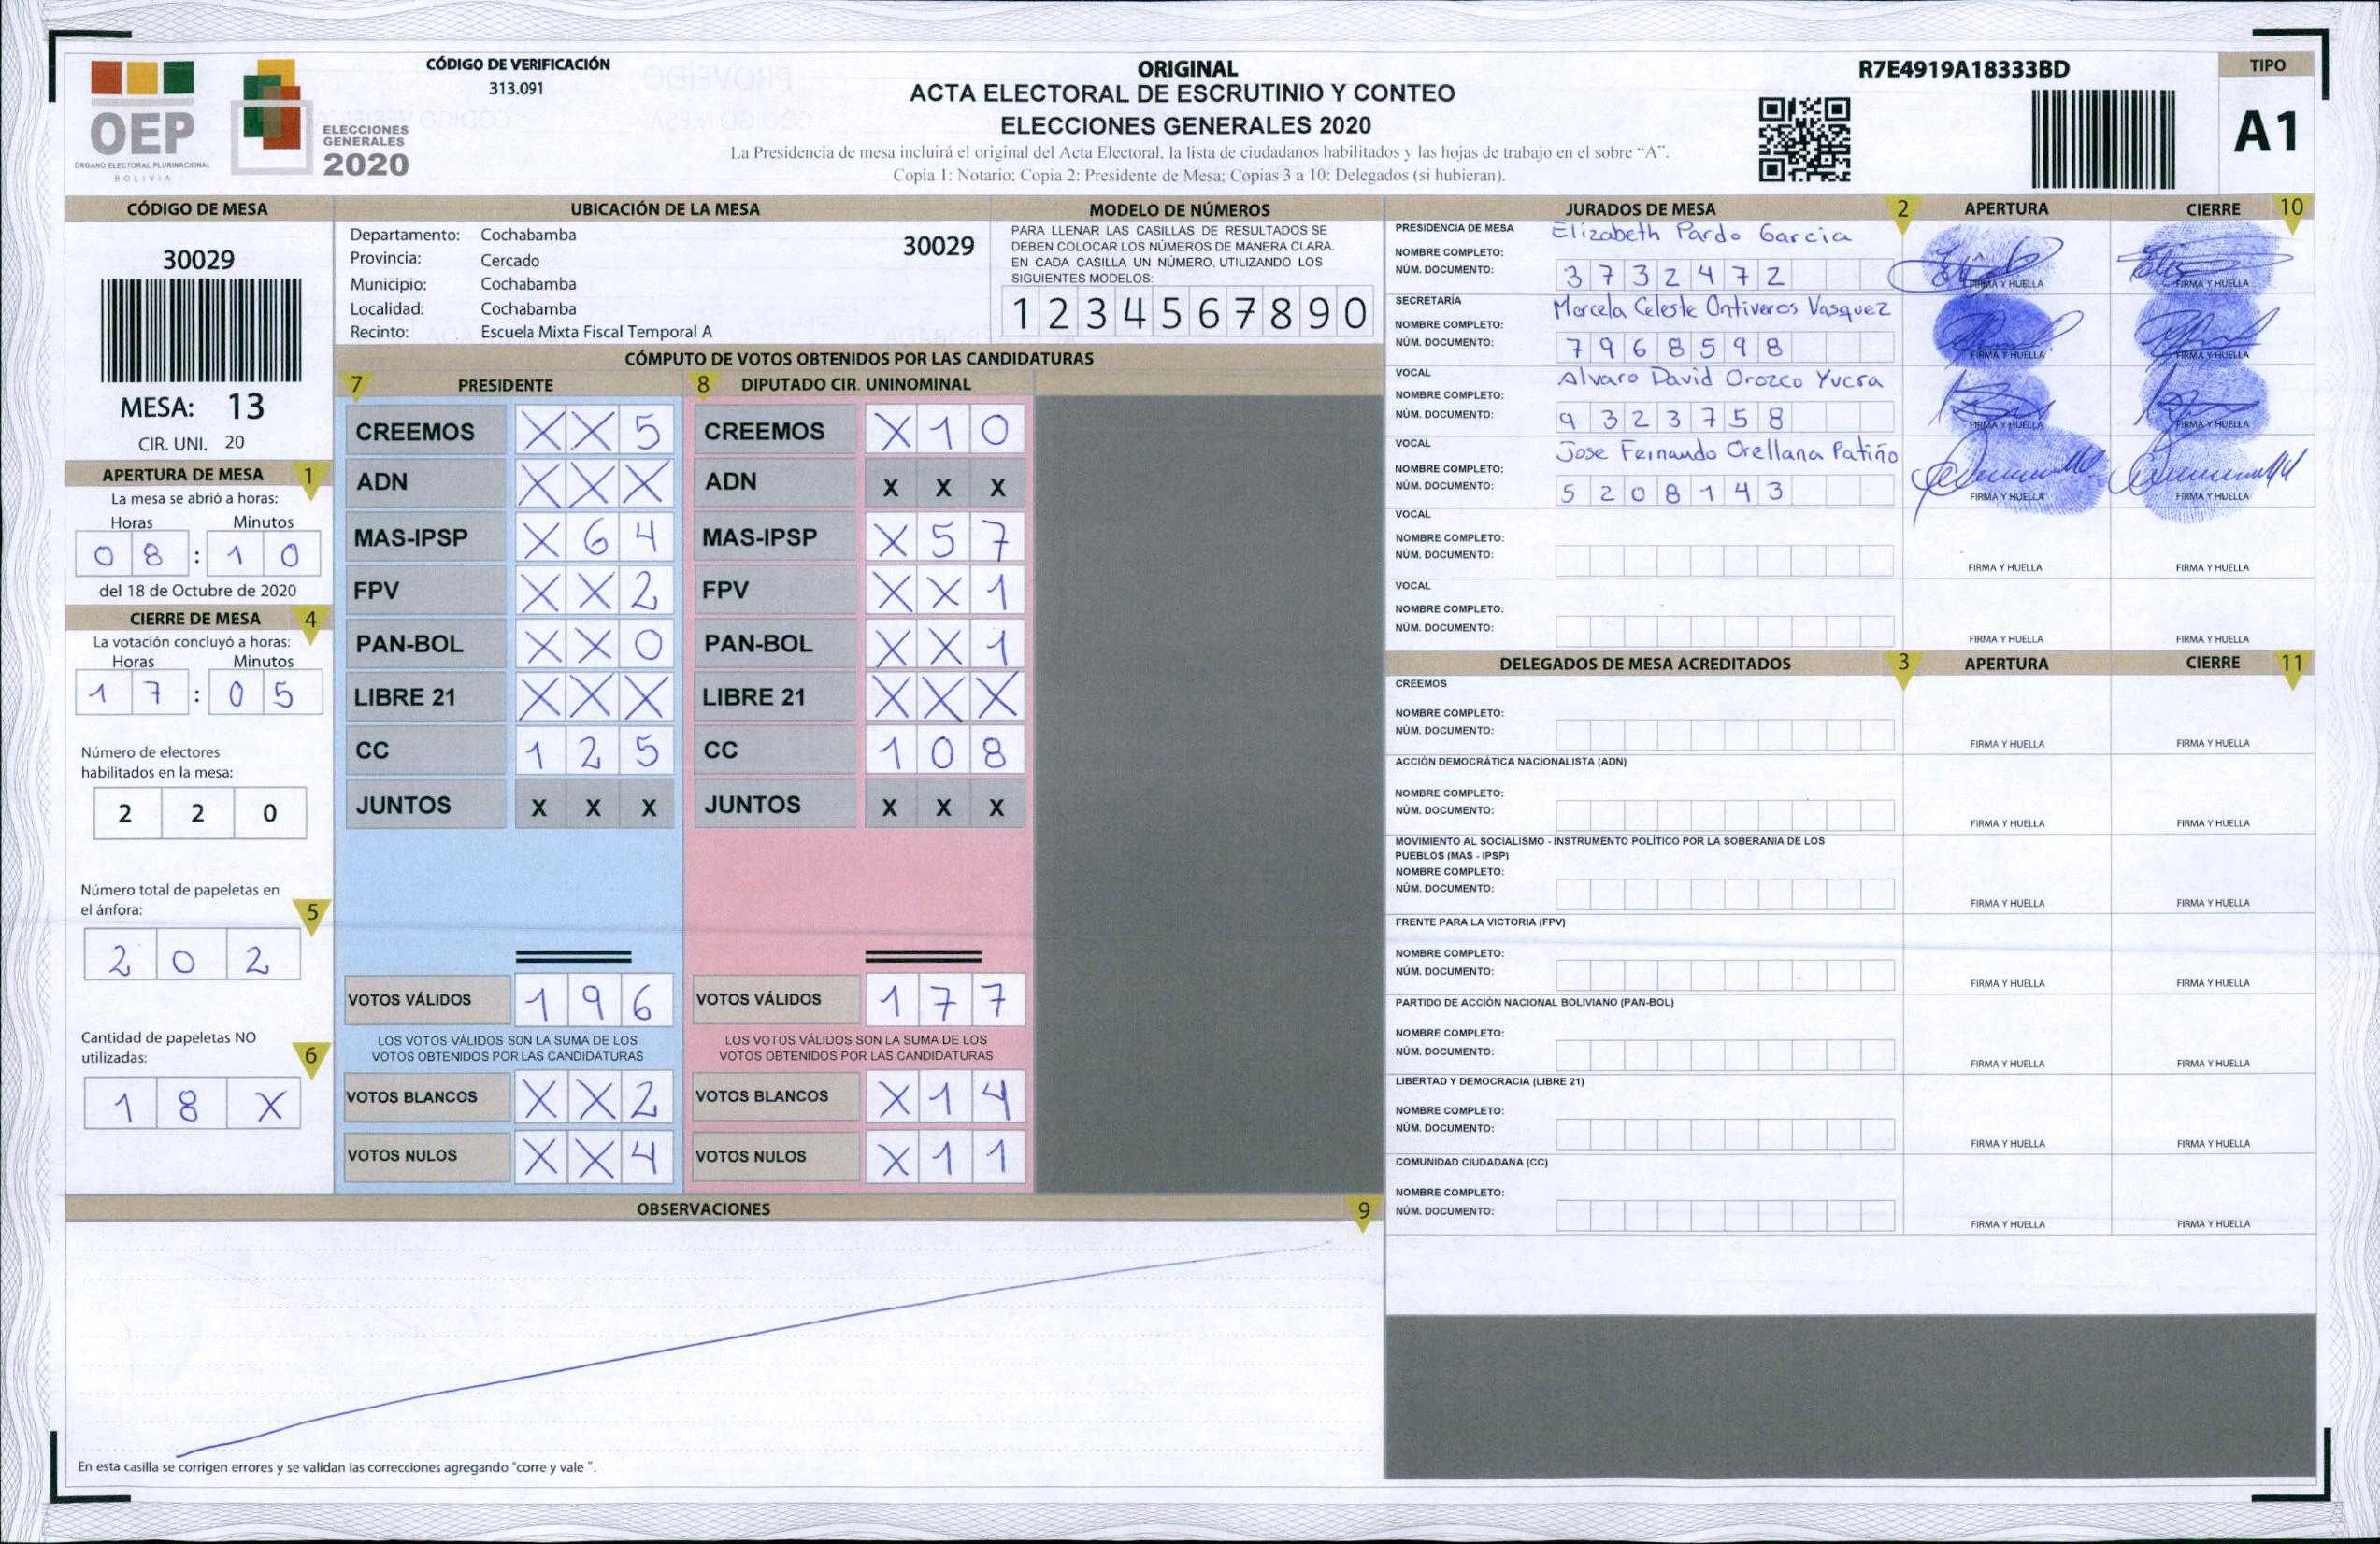 OEP
ÓRGANO ELECTORAL PLURINACIONAL
BOLIVIA
ELECCIONES
GENERALES
2020
CÓDIGO DE VERIFICACIÓN
313.091
ORIGINAL
ACTA ELECTORAL DE ESCRUTINIO Y CONTEO
ELECCIONES GENERALES 2020
La Presidencia de mesa incluirá el original del Acta Electoral, la lista de ciudadanos habilitados y las hojas de trabajo en el sobre "A".
Copia 1: Notario; Copia 2: Presidente de Mesa; Copias 3 a 10: Delegados (si hubieran).
R7E4919A18333BD
TIPO
A1
CÓDIGO DE MESA
30029
MESA: 13
CIR. UNI. 20
APERTURA DE MESA 1
La mesa se abrió a horas:
Horas Minutos
0 8 : 1 0
del 18 de Octubre de 2020
CIERRE DE MESA 4
La votación concluyó a horas:
Horas Minutos
1 7 : 0 5
Número de electores
habilitados en la mesa:
2 2 0
Número total de papeletas en
el ánfora: 5
2 0 2
Cantidad de papeletas NO
utilizadas: 6
1 8 X
UBICACIÓN DE LA MESA
Departamento: Cochabamba
30029
Provincia: Cercado
Municipio: Cochabamba
Localidad: Cochabamba
Recinto: Escuela Mixta Fiscal Temporal A
MODELO DE NÚMEROS
PARA LLENAR LAS CASILLAS DE RESULTADOS SE
DEBEN COLOCAR LOS NÚMEROS DE MANERA CLARA.
EN CADA CASILLA UN NÚMERO, UTILIZANDO LOS
SIGUIENTES MODELOS:
1 2 3 4 5 6 7 8 9 0
CÓMPUTO DE VOTOS OBTENIDOS POR LAS CANDIDATURAS
7 PRESIDENTE
CREEMOS X X 5
ADN X X X
MAS-IPSP X 6 4
FPV X X 2
PAN-BOL X X 0
LIBRE 21 X X X
CC 1 2 5
JUNTOS X X X
VOTOS VÁLIDOS 1 9 6
LOS VOTOS VÁLIDOS SON LA SUMA DE LOS
VOTOS OBTENIDOS POR LAS CANDIDATURAS
VOTOS BLANCOS X X 2
VOTOS NULOS X X 4
8 DIPUTADO CIR. UNINOMINAL
CREEMOS X 1 0
ADN X X X
MAS-IPSP X 5 7
FPV X X 1
PAN-BOL X X 1
LIBRE 21 X X X
CC 1 0 8
JUNTOS X X X
VOTOS VÁLIDOS 1 7 7
LOS VOTOS VÁLIDOS SON LA SUMA DE LOS
VOTOS OBTENIDOS POR LAS CANDIDATURAS
VOTOS BLANCOS X 1 4
VOTOS NULOS X 1 1
OBSERVACIONES 9
En esta casilla se corrigen errores y se validan las correcciones agregando "corre y vale ".
JURADOS DE MESA 2 APERTURA CIERRE 10
PRESIDENCIA DE MESA Elizabeth Pardo Garcia
NOMBRE COMPLETO:
NÚM. DOCUMENTO: 3 7 3 2 4 7 2
FIRMA Y HUELLA FIRMA Y HUELLA
SECRETARÍA Marcela Celeste Ontiveros Vasquez
NOMBRE COMPLETO:
NÚM. DOCUMENTO: 7 9 6 8 5 9 8
FIRMA Y HUELLA FIRMA Y HUELLA
VOCAL Alvaro David Orozco Yucra
NOMBRE COMPLETO:
NÚM. DOCUMENTO: 9 3 2 3 7 5 8
FIRMA Y HUELLA FIRMA Y HUELLA
VOCAL Jose Fernando Orellana Patiño
NOMBRE COMPLETO:
NÚM. DOCUMENTO: 5 2 0 8 1 4 3
FIRMA Y HUELLA FIRMA Y HUELLA
VOCAL
NOMBRE COMPLETO:
NÚM. DOCUMENTO:
FIRMA Y HUELLA FIRMA Y HUELLA
VOCAL
NOMBRE COMPLETO:
NÚM. DOCUMENTO:
FIRMA Y HUELLA FIRMA Y HUELLA
DELEGADOS DE MESA ACREDITADOS 3 APERTURA CIERRE 11
CREEMOS
NOMBRE COMPLETO:
NÚM. DOCUMENTO:
FIRMA Y HUELLA FIRMA Y HUELLA
ACCIÓN DEMOCRÁTICA NACIONALISTA (ADN)
NOMBRE COMPLETO:
NÚM. DOCUMENTO:
FIRMA Y HUELLA FIRMA Y HUELLA
MOVIMIENTO AL SOCIALISMO - INSTRUMENTO POLÍTICO POR LA SOBERANIA DE LOS
PUEBLOS (MAS - IPSP)
NOMBRE COMPLETO:
NÚM. DOCUMENTO:
FIRMA Y HUELLA FIRMA Y HUELLA
FRENTE PARA LA VICTORIA (FPV)
NOMBRE COMPLETO:
NÚM. DOCUMENTO:
FIRMA Y HUELLA FIRMA Y HUELLA
PARTIDO DE ACCIÓN NACIONAL BOLIVIANO (PAN-BOL)
NOMBRE COMPLETO:
NÚM. DOCUMENTO:
FIRMA Y HUELLA FIRMA Y HUELLA
LIBERTAD Y DEMOCRACIA (LIBRE 21)
NOMBRE COMPLETO:
NÚM. DOCUMENTO:
FIRMA Y HUELLA FIRMA Y HUELLA
COMUNIDAD CIUDADANA (CC)
NOMBRE COMPLETO:
NÚM. DOCUMENTO:
FIRMA Y HUELLA FIRMA Y HUELLA